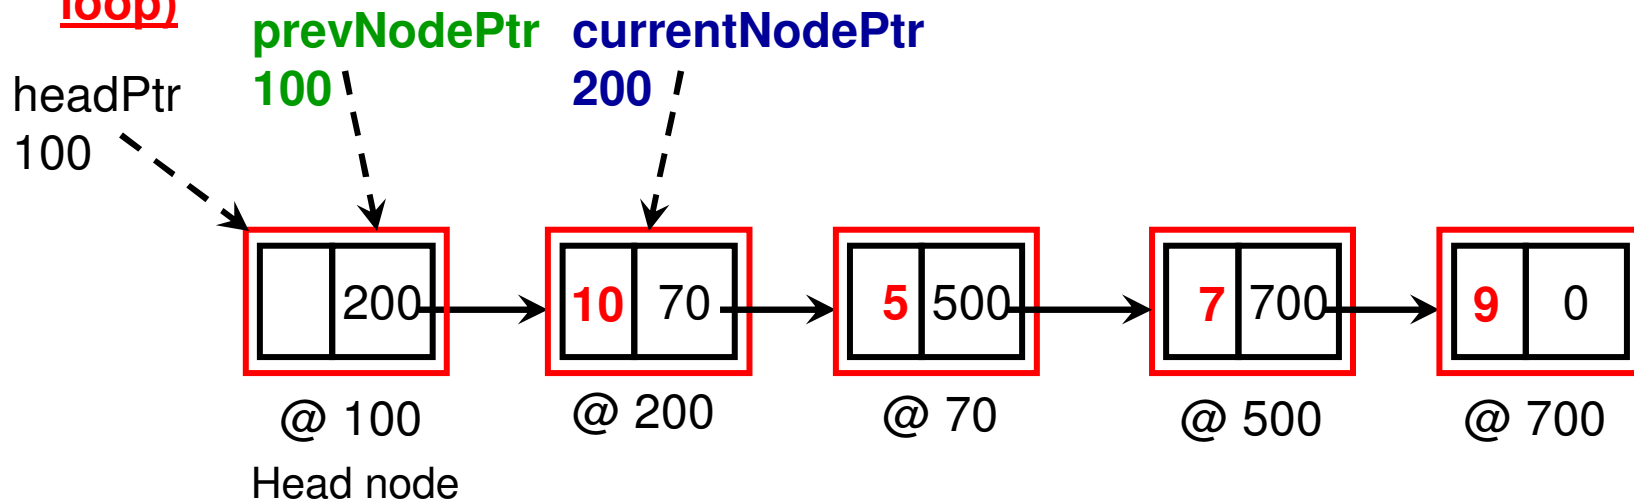 loop)
prevNodePtr currentNodePtr
100 200
headPtr
100
200 10 70 5 500 7 700 9 0
@ 100 @ 200 @ 70 @ 500 @ 700
Head node